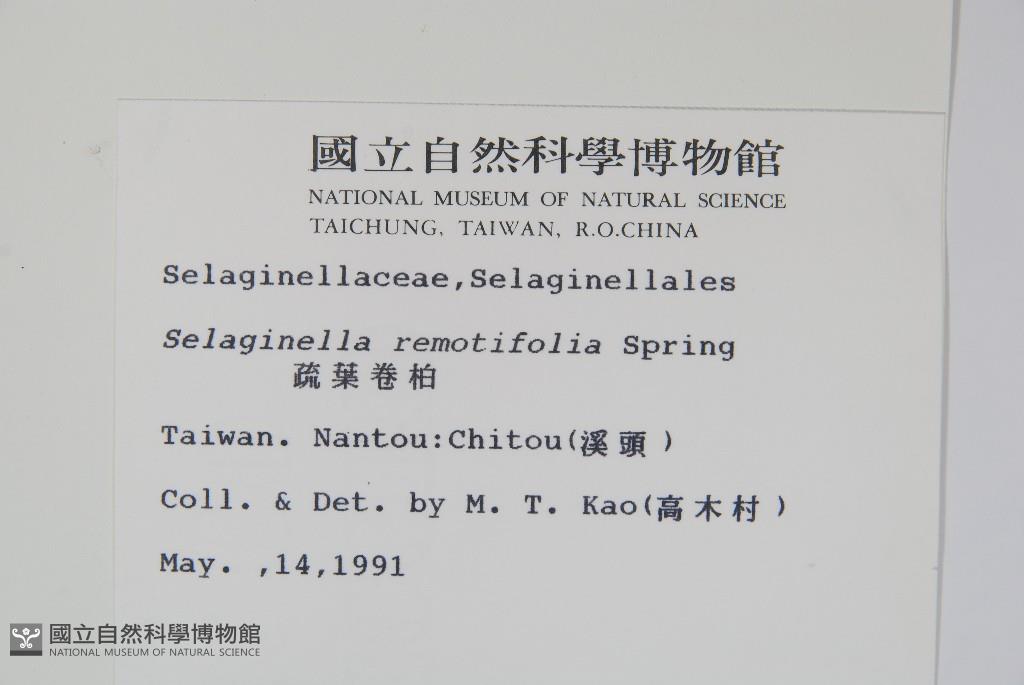 國立自然科學博物館
NATIONAL MUSEUM OF NATURAL SCIENCE
TAICHUNG, TAIWAN, R.O.CHINA
Selaginellaceae,Selaginellales
Selaginella remotifolia Spring
疏葉卷柏
Taiwan. Nantou:Chitou(溪頭)
Coll. & Det. by M. T. Kao(高木村)
May. ,14,1991
國立自然科學博物館
NATIONAL MUSEUM OF NATURAL SCIENCE